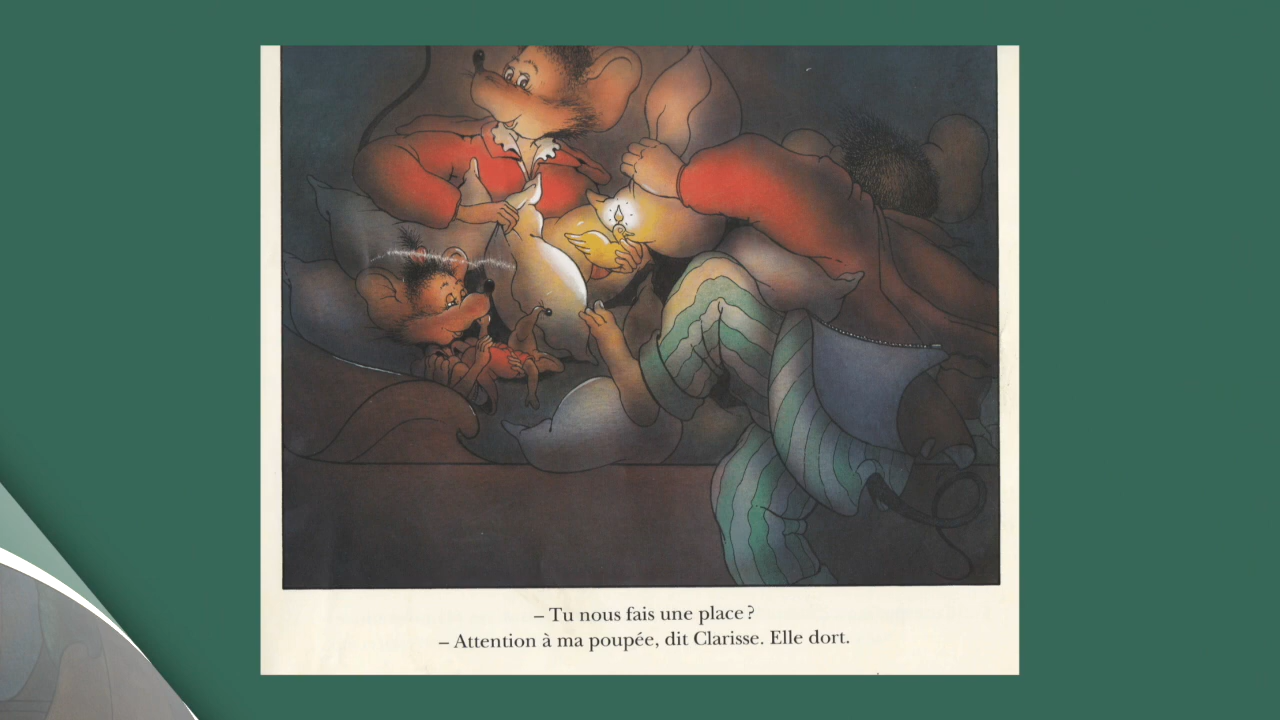 – Tu nous fais une place ?
– Attention à ma poupée, dit Clarisse. Elle dort.